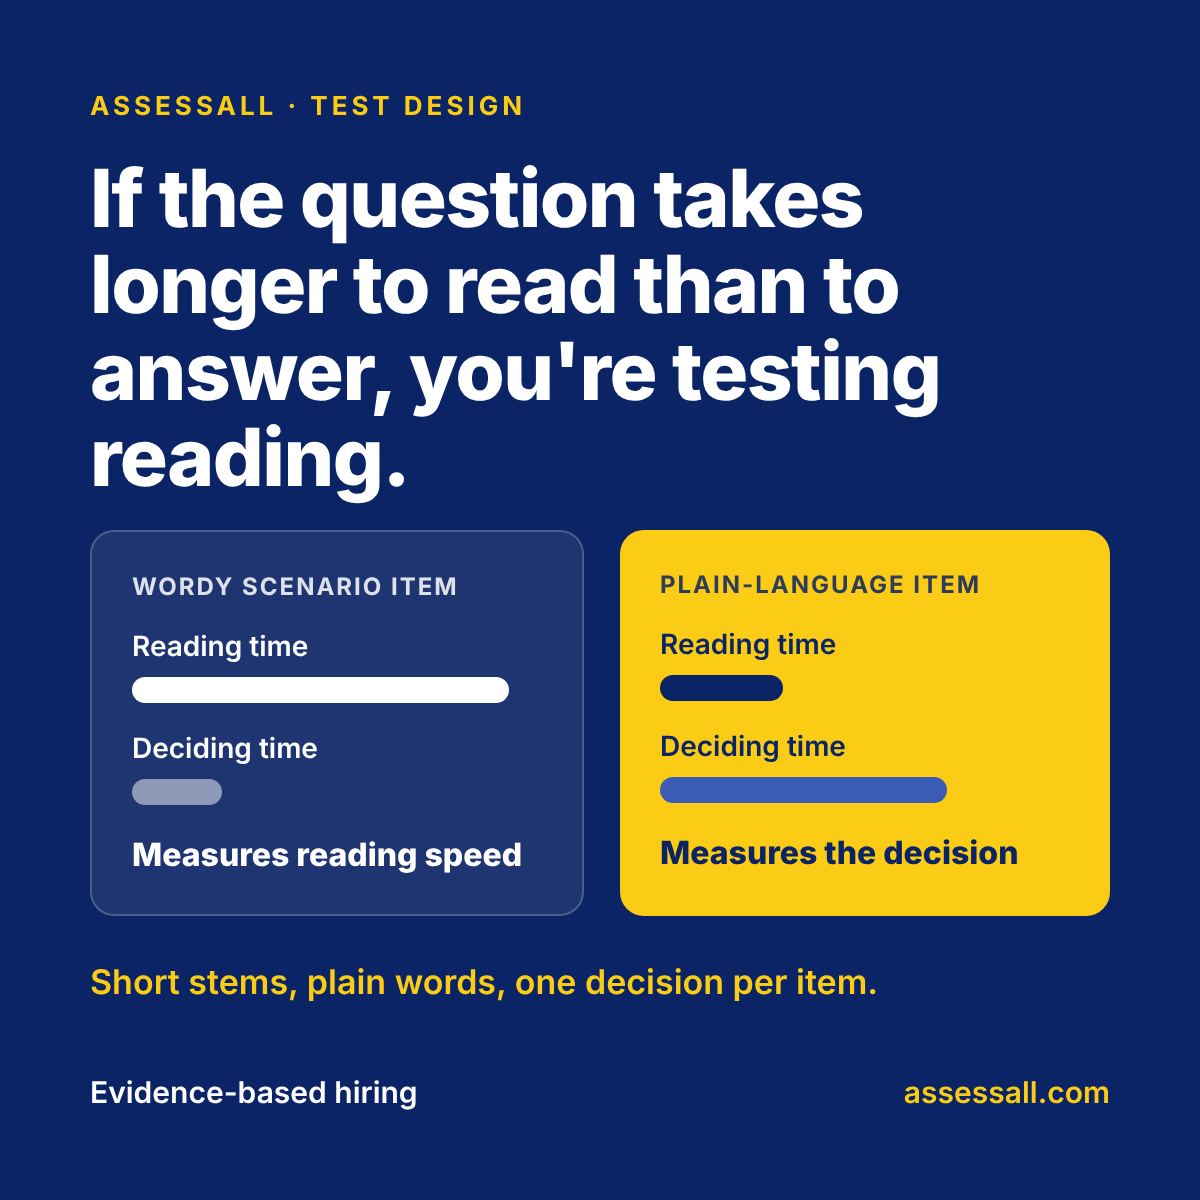 ASSESSALL · TEST DESIGN
If the question takes
longer to read than to
answer, you're testing
reading.
WORDY SCENARIO ITEM
Reading time
Deciding time
Measures reading speed
PLAIN-LANGUAGE ITEM
Reading time
Deciding time
Measures the decision
Short stems, plain words, one decision per item.
Evidence-based hiring
assessall.com